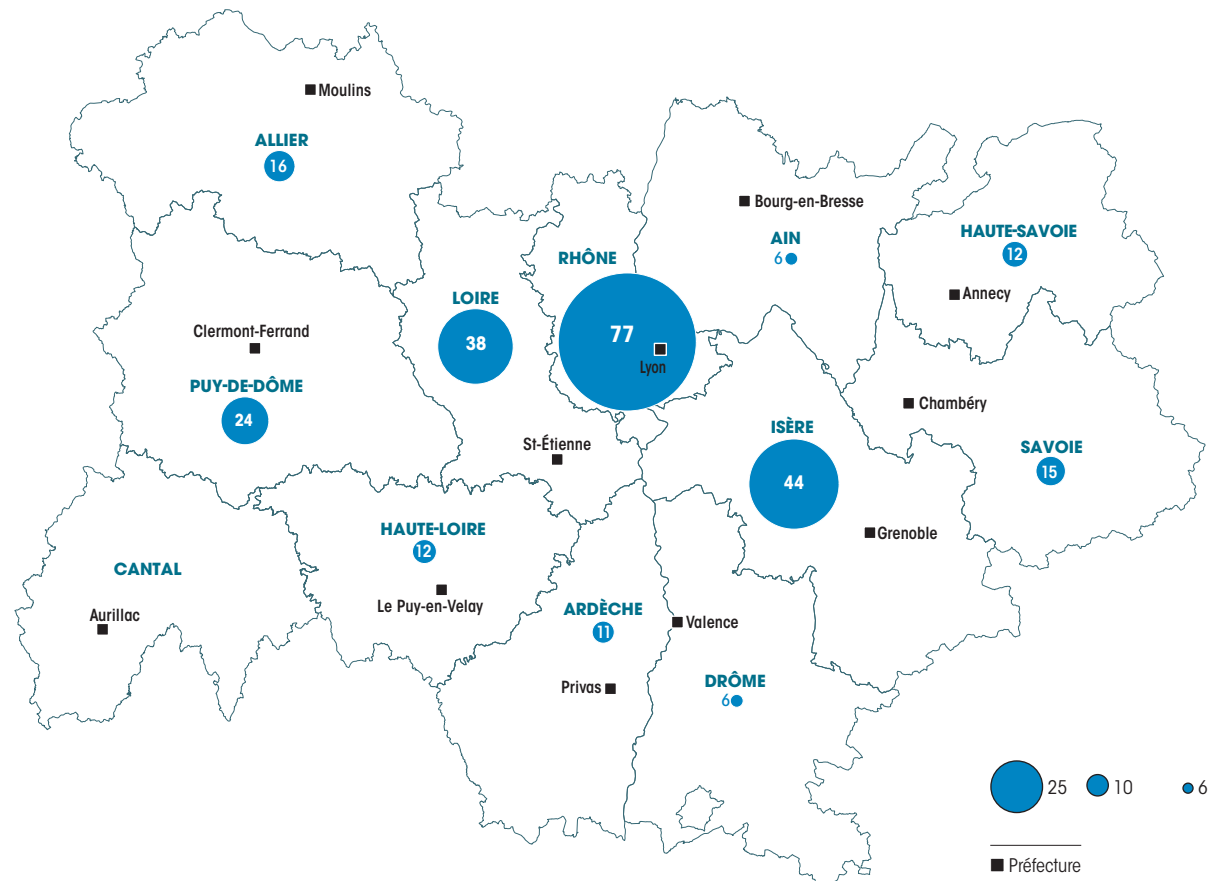 Moulins
ALLIER
16
Bourg-en-Bresse
AIN
6
HAUTE-SAVOIE
12
Annecy
RHÔNE
77
Lyon
LOIRE
38
St-Étienne
Clermont-Ferrand
PUY-DE-DÔME
24
Chambéry
SAVOIE
15
ISÈRE
44
Grenoble
HAUTE-LOIRE
12
Le Puy-en-Velay
CANTAL
Aurillac
ARDÈCHE
11
Privas
Valence
DRÔME
6
25
10
6
Préfecture